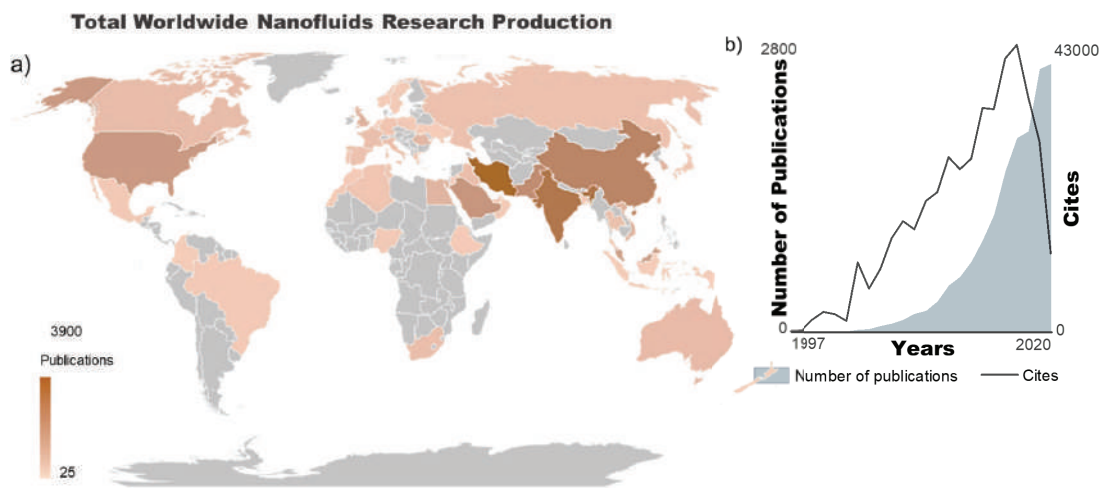 Total Worldwide Nanofluids Research Production
a)
3900
Publications
25
b)
2800
43000
Number of Publications
Cites
0
0
1997
2020
Years
Number of publications
Cites